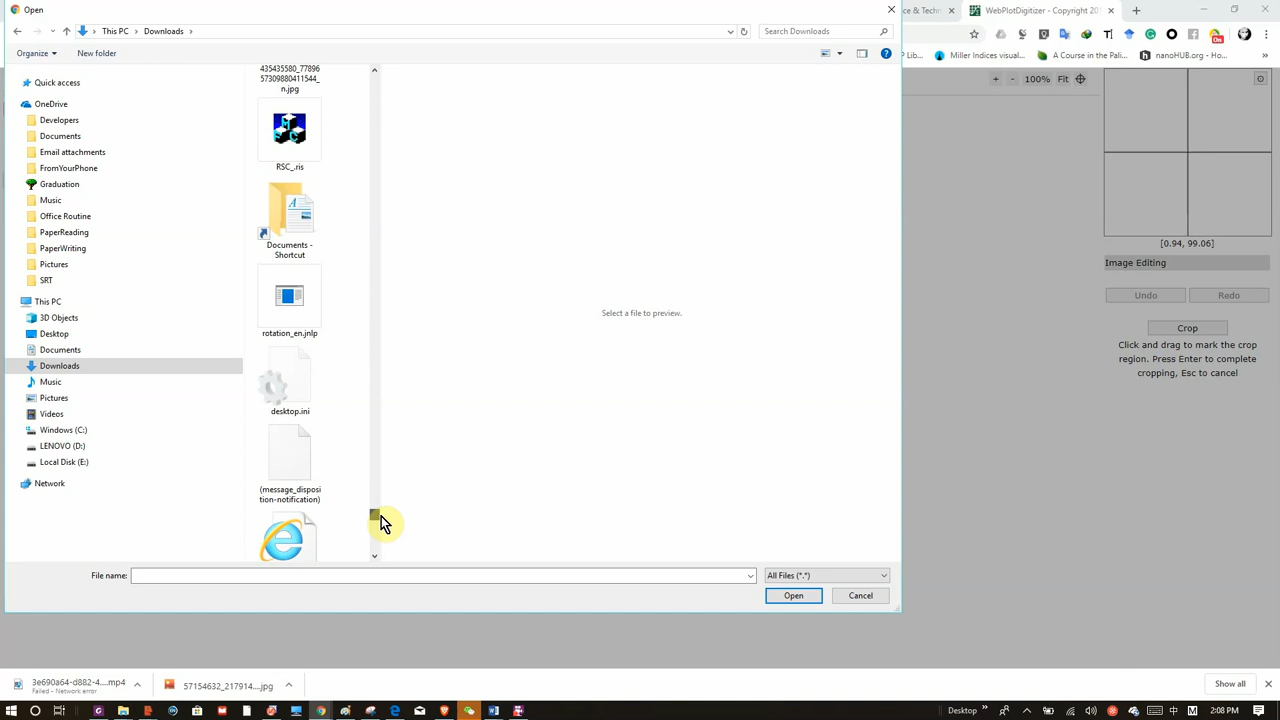 Open
This PC > Downloads >
Search Downloads
Organize
New folder
Quick access
OneDrive
Developers
Documents
Email attachments
FromYourPhone
Graduation
Music
Office Routine
PaperReading
PaperWriting
Pictures
SRT
This PC
3D Objects
Desktop
Documents
Downloads
Music
Pictures
Videos
Windows (C:)
LENOVO (D:)
Local Disk (E:)
Network
435435580_77896
57309880411544_
n.jpg
RSC_.ris
Documents -
Shortcut
rotation_en.jnlp
desktop.ini
(message_disposi
tion-notification)
Select a file to preview.
File name:
All Files (*.*)
Open
Cancel
ce & Techn
WebPlotDigitizer - Copyright 20
P Lib...
Miller Indices visual...
A Course in the Pali...
nanoHUB.org - Ho...
+ - 100% Fit
[0.94, 99.06]
Image Editing
Undo
Redo
Crop
Click and drag to mark the crop
region. Press Enter to complete
cropping, Esc to cancel
3e690a64-d882-4....mp4
Failed - Network error
57154632_217914....jpg
Show all
Desktop
中
M
2:08 PM